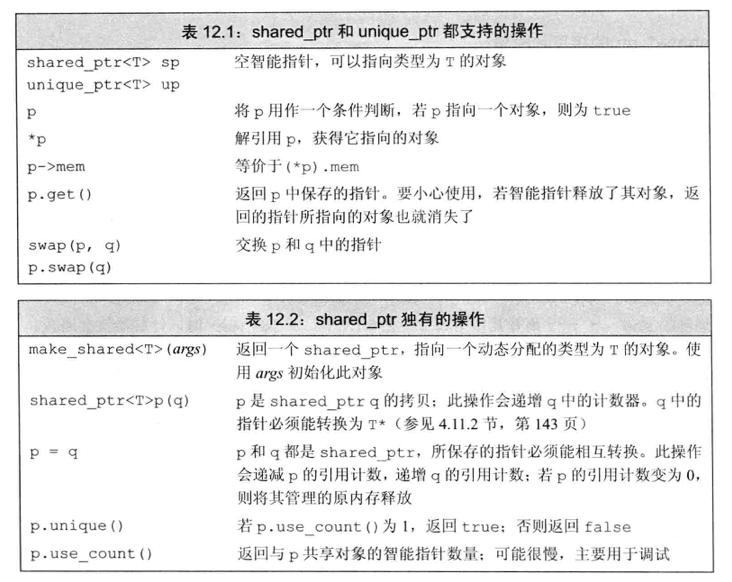 表 12.1：shared_ptr 和 unique_ptr 都支持的操作
shared_ptr<T> sp 空智能指针，可以指向类型为 T 的对象
unique_ptr<T> up
p 将 p 用作一个条件判断，若 p 指向一个对象，则为 true
*p 解引用 p，获得它指向的对象
p->mem 等价于(*p).mem
p.get() 返回 p 中保存的指针。要小心使用，若智能指针释放了其对象，返
回的指针所指向的对象也就消失了
swap(p, q) 交换 p 和 q 中的指针
p.swap(q)
表 12.2：shared_ptr 独有的操作
make_shared<T>(args) 返回一个 shared_ptr，指向一个动态分配的类型为 T 的对象。使
用 args 初始化此对象
shared_ptr<T>p(q) p 是 shared_ptr q 的拷贝；此操作会递增 q 中的计数器。q 中的
指针必须能转换为 T*（参见 4.11.2 节，第 143 页）
p = q p 和 q 都是 shared_ptr，所保存的指针必须能相互转换。此操作
会递减 p 的引用计数，递增 q 的引用计数；若 p 的引用计数变为 0，
则将其管理的原内存释放
p.unique() 若 p.use_count()为 1，返回 true；否则返回 false
p.use_count() 返回与 p 共享对象的智能指针数量；可能很慢，主要用于调试